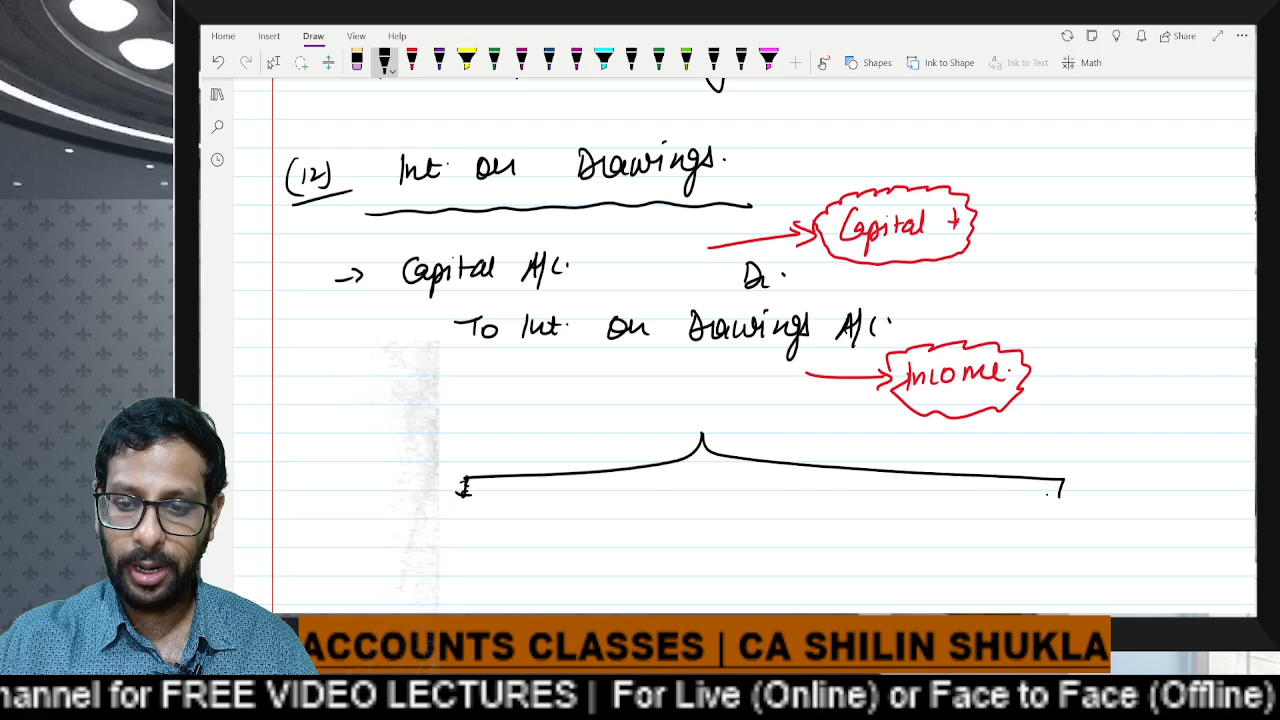 Home Insert Draw View Help
Share
Shapes Ink to Shape Ink to Text Math
(12) Int. on Drawings.
Capital ↓
→ Capital A/c. Dr.
To Int. on Drawings A/c.
Income.
ACCOUNTS CLASSES | CA SHILIN SHUKLA
hannel for FREE VIDEO LECTURES | For Live (Online) or Face to Face (Offline)